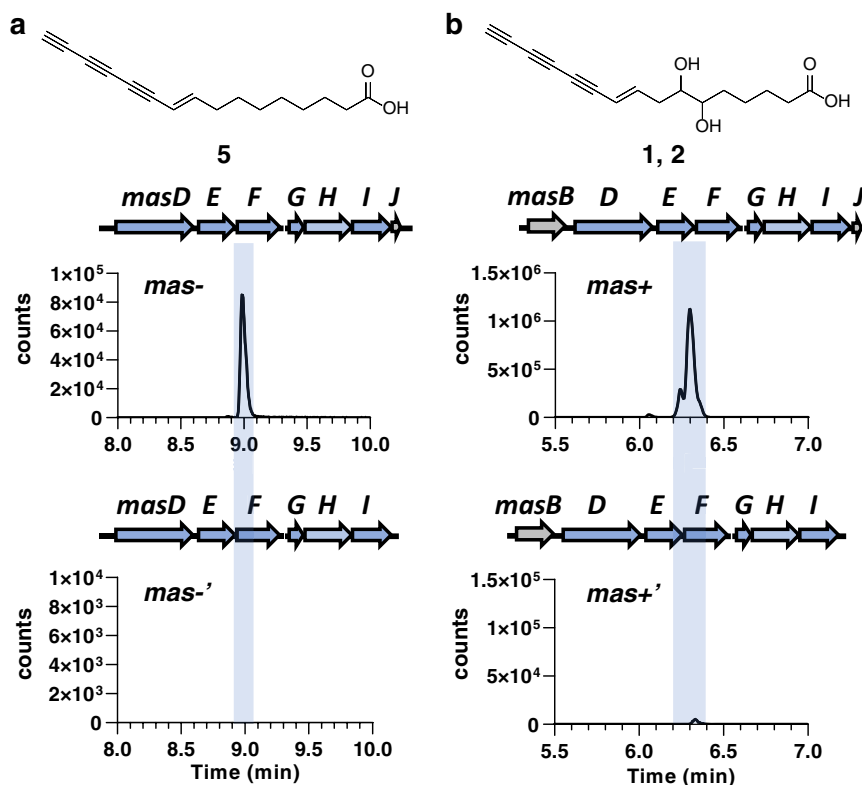 a
O
OH
5
masD E F G H I J
mas-
counts
1×10⁵
8×10⁴
6×10⁴
4×10⁴
2×10⁴
0
8.0 8.5 9.0 9.5 10.0
masD E F G H I
mas-’
counts
1×10⁴
8×10³
6×10³
4×10³
2×10³
0
8.0 8.5 9.0 9.5 10.0
Time (min)
b
OH
O
OH
OH
1, 2
masB D E F G H I J
mas+
counts
1.5×10⁶
1×10⁶
5×10⁵
0
5.5 6.0 6.5 7.0
masB D E F G H I
mas+’
counts
1.5×10⁵
1×10⁵
5×10⁴
0
5.5 6.0 6.5 7.0
Time (min)